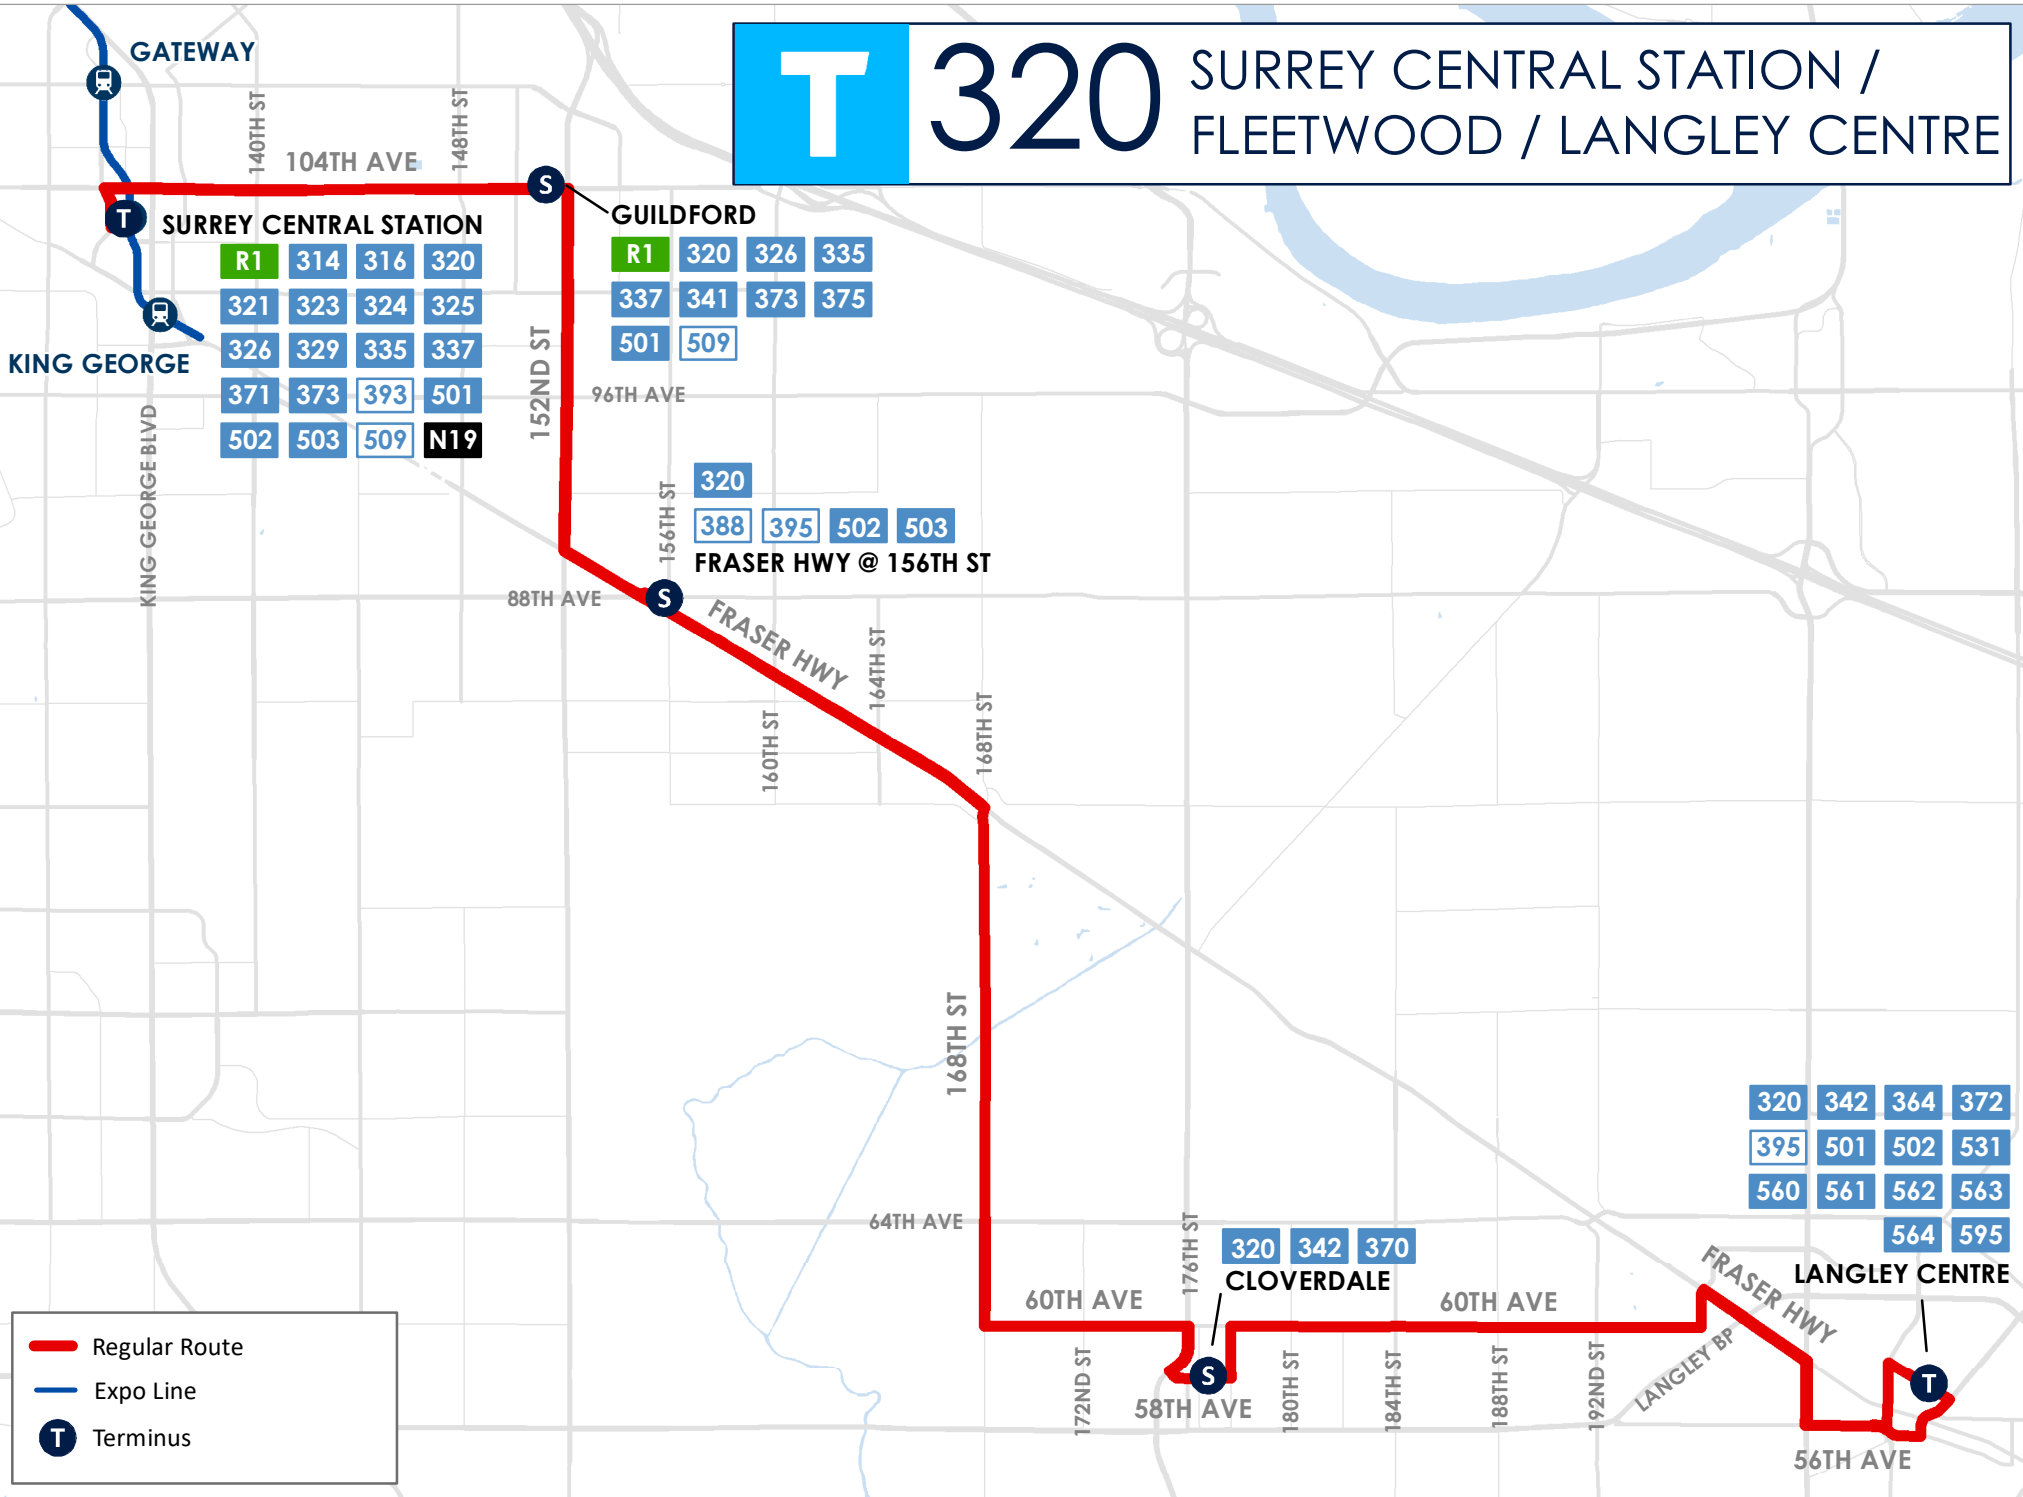 T
320
SURREY CENTRAL STATION /
FLEETWOOD / LANGLEY CENTRE
GATEWAY
140TH ST
148TH ST
104TH AVE
S
T
SURREY CENTRAL STATION
R1 314 316 320
321 323 324 325
326 329 335 337
371 373 393 501
502 503 509 N19
GUILDFORD
R1 320 326 335
337 341 373 375
501 509
KING GEORGE
KING GEORGE BLVD
152ND ST
96TH AVE
156TH ST
320
388 395 502 503
FRASER HWY @ 156TH ST
88TH AVE
S
FRASER HWY
164TH ST
160TH ST
168TH ST
168TH ST
64TH AVE
320 342 364 372
395 501 502 531
560 561 562 563
564 595
LANGLEY CENTRE
176TH ST
320 342 370
CLOVERDALE
60TH AVE
60TH AVE
FRASER HWY
LANGLEY BP
172ND ST
S
58TH AVE
180TH ST
184TH ST
188TH ST
192ND ST
T
56TH AVE
Regular Route
Expo Line
T Terminus